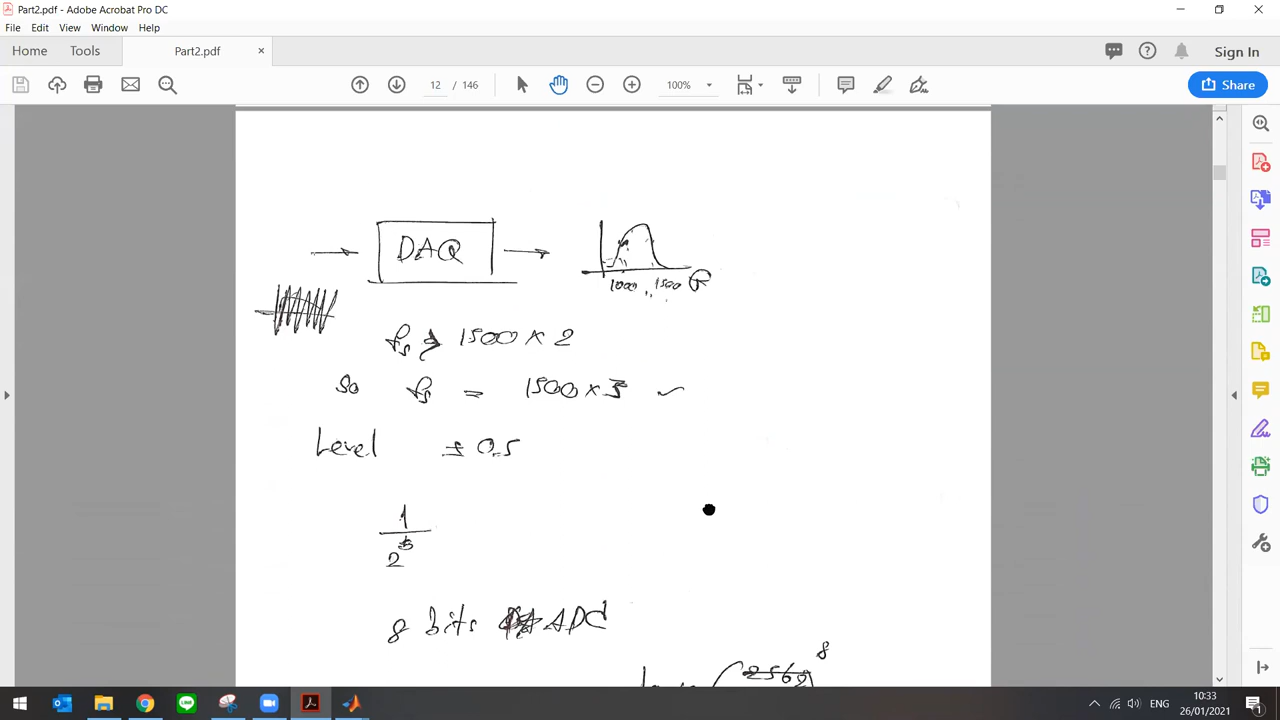 Part2.pdf - Adobe Acrobat Pro DC
File Edit View Window Help
Home Tools Part2.pdf × Sign In
12 / 146 100% Share
DAQ
1000 1500
fs > 1500 × 2
So fs = 1500 × 3
Level ± 0.5
1
2
8 bits ADC
8
256
ENG 10:33
26/01/2021